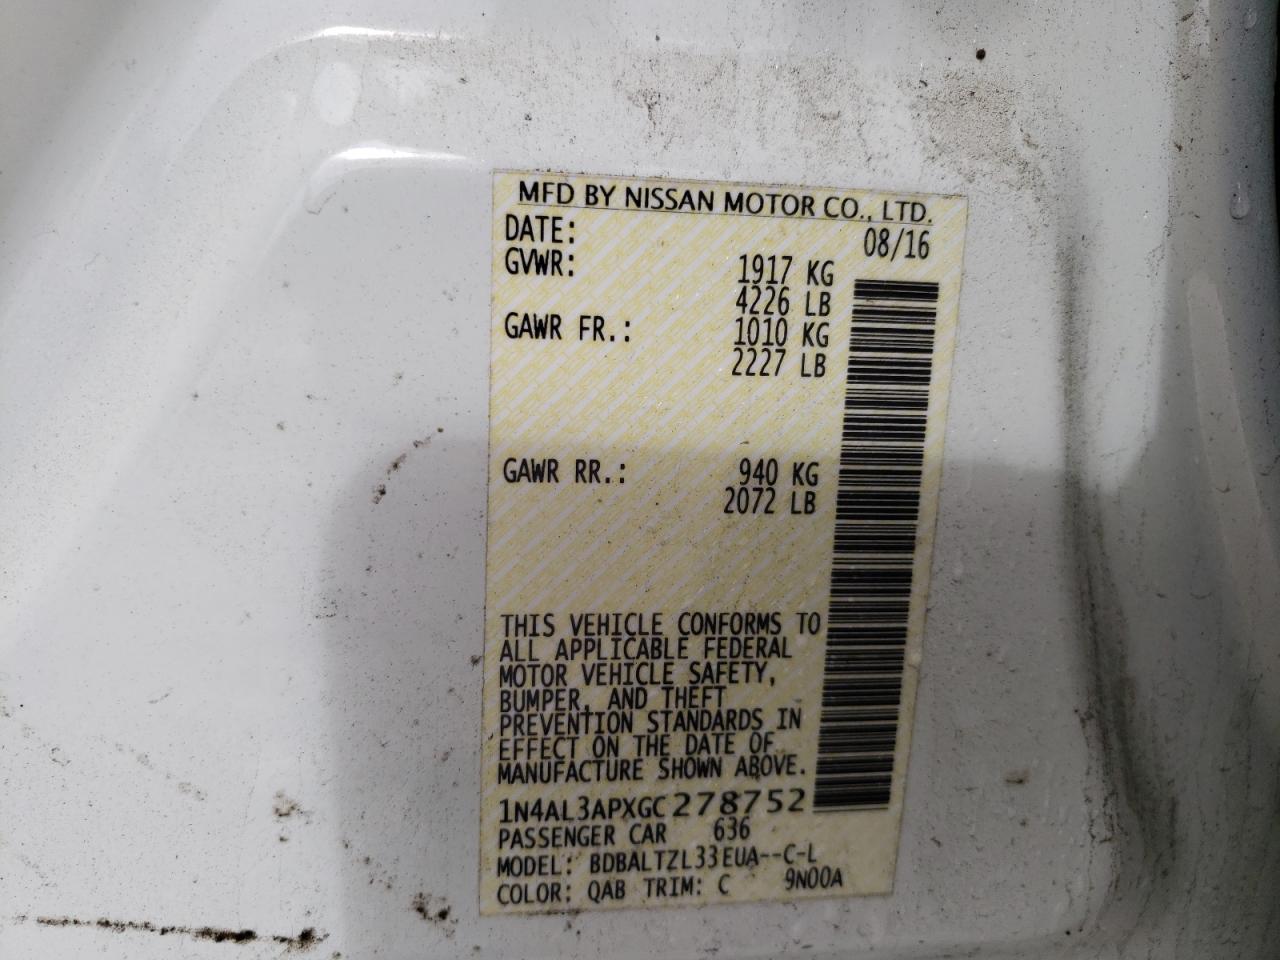 MFD BY NISSAN MOTOR CO., LTD.
DATE: 08/16
GVWR: 1917 KG
4226 LB
GAWR FR.: 1010 KG
2227 LB
GAWR RR.: 940 KG
2072 LB
THIS VEHICLE CONFORMS TO
ALL APPLICABLE FEDERAL
MOTOR VEHICLE SAFETY,
BUMPER, AND THEFT
PREVENTION STANDARDS IN
EFFECT ON THE DATE OF
MANUFACTURE SHOWN ABOVE.
1N4AL3APXGC278752
PASSENGER CAR 636
MODEL: BDBALTZL33EUA--C-L
COLOR: QAB TRIM: C 9N00A